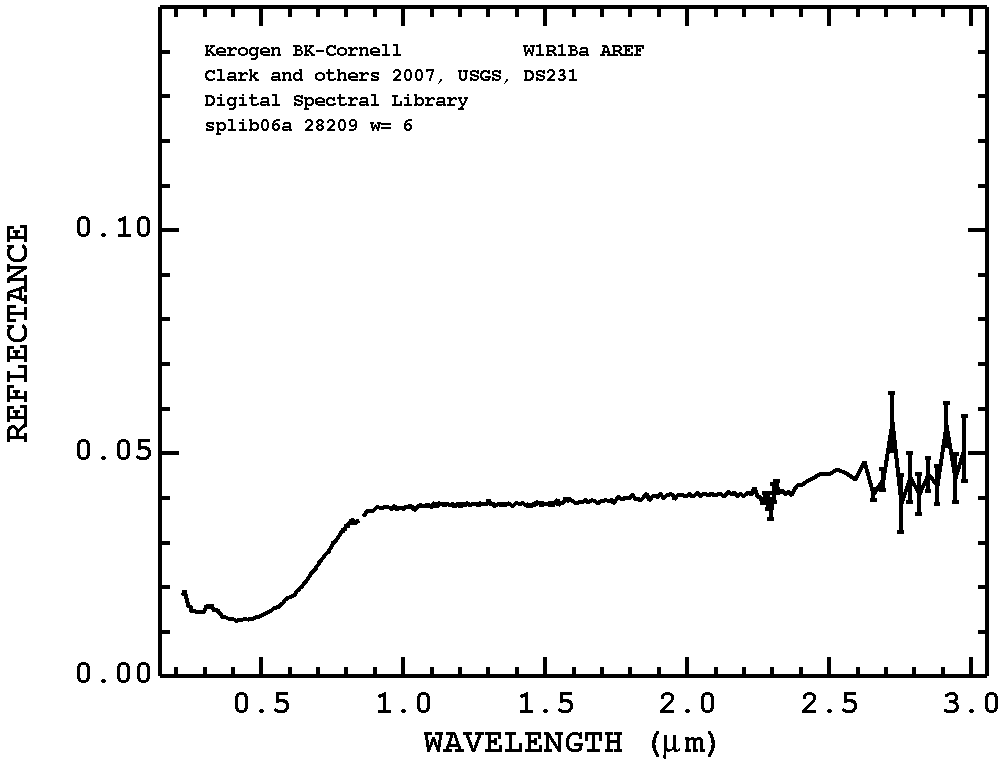 Kerogen BK-Cornell W1R1Ba AREF
Clark and others 2007, USGS, DS231
Digital Spectral Library
splib06a 28209 w= 6
REFLECTANCE
0.10
0.05
0.00
0.5 1.0 1.5 2.0 2.5 3.0
WAVELENGTH (μm)